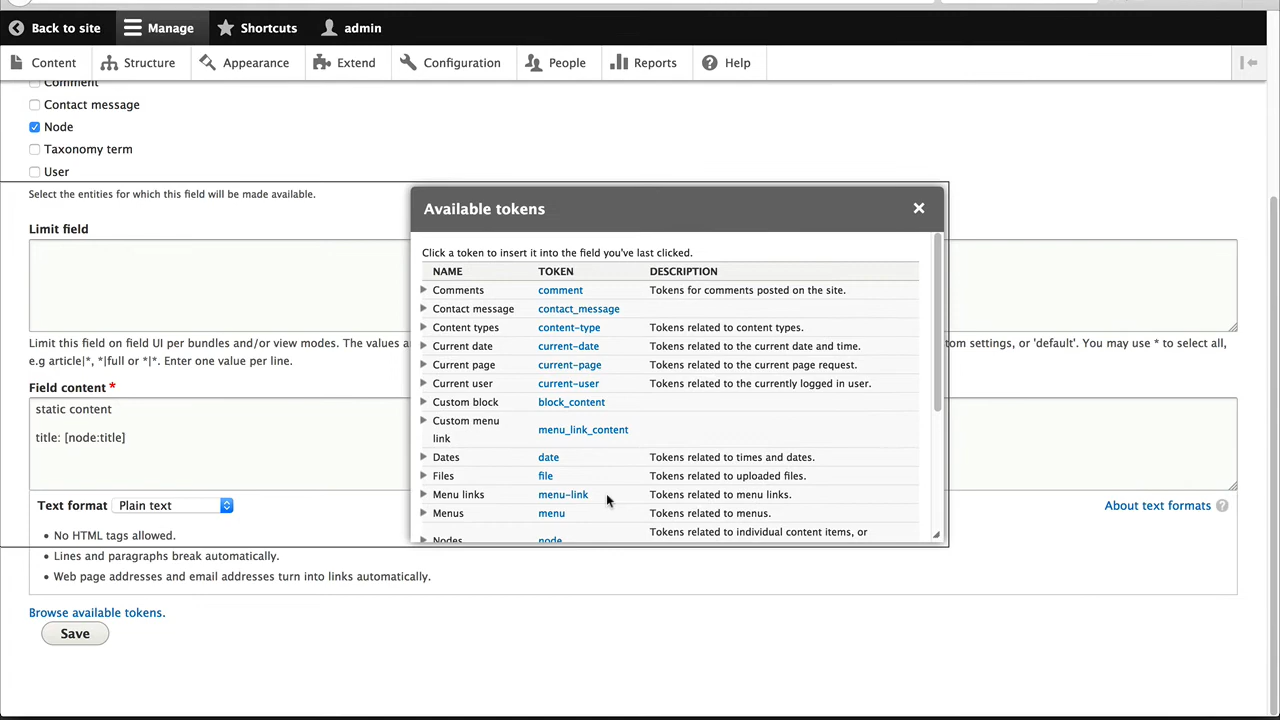 Back to site Manage Shortcuts admin
Content Structure Appearance Extend Configuration People Reports Help
Comment
Contact message
Node
Taxonomy term
User
Select the entities for which this field will be made available.
Limit field
Limit this field on field UI per bundles and/or view modes. The values a
tom settings, or 'default'. You may use * to select all,
e.g article|*, *|full or *|*. Enter one value per line.
Field content *
static content
title: [node:title]
Text format Plain text
About text formats ?
• No HTML tags allowed.
• Lines and paragraphs break automatically.
• Web page addresses and email addresses turn into links automatically.
Browse available tokens.
Save
Available tokens
Click a token to insert it into the field you've last clicked.
NAME TOKEN DESCRIPTION
Comments comment Tokens for comments posted on the site.
Contact message contact_message
Content types content-type Tokens related to content types.
Current date current-date Tokens related to the current date and time.
Current page current-page Tokens related to the current page request.
Current user current-user Tokens related to the currently logged in user.
Custom block block_content
Custom menu
link menu_link_content
Dates date Tokens related to times and dates.
Files file Tokens related to uploaded files.
Menu links menu-link Tokens related to menu links.
Menus menu Tokens related to menus.
Tokens related to individual content items, or
Nodes node